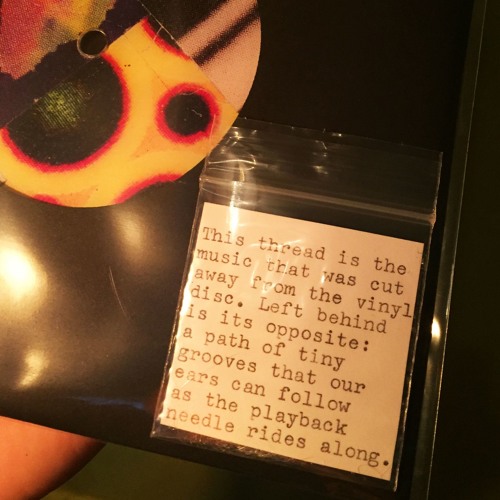 This thread is the
music that was cut
away from the vinyl
disc. Left behind
is its opposite:
a path of tiny
grooves that our
ears can follow
as the playback
needle rides along.